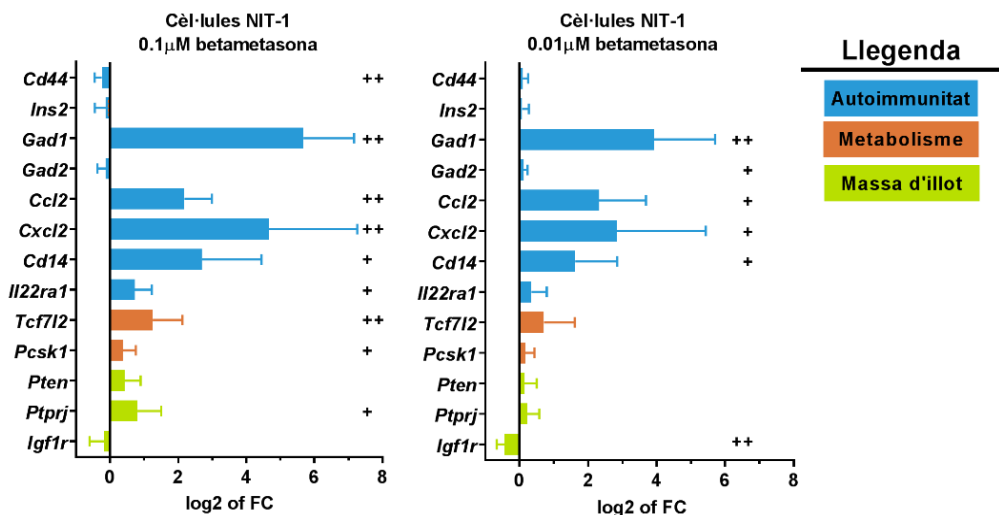 Cèl·lules NIT-1
0.1μM betametasona
Cd44 ++
Ins2
Gad1 ++
Gad2
Ccl2 ++
Cxcl2 ++
Cd14 +
Il22ra1 +
Tcf7l2 ++
Pcsk1 +
Pten
Ptprj +
Igf1r
0 2 4 6 8
log2 of FC
Cèl·lules NIT-1
0.01μM betametasona
Cd44
Ins2
Gad1 ++
Gad2 +
Ccl2 +
Cxcl2 +
Cd14 +
Il22ra1
Tcf7l2
Pcsk1
Pten
Ptprj
Igf1r ++
0 2 4 6 8
log2 of FC
Llegenda
Autoimmunitat
Metabolisme
Massa d'illot